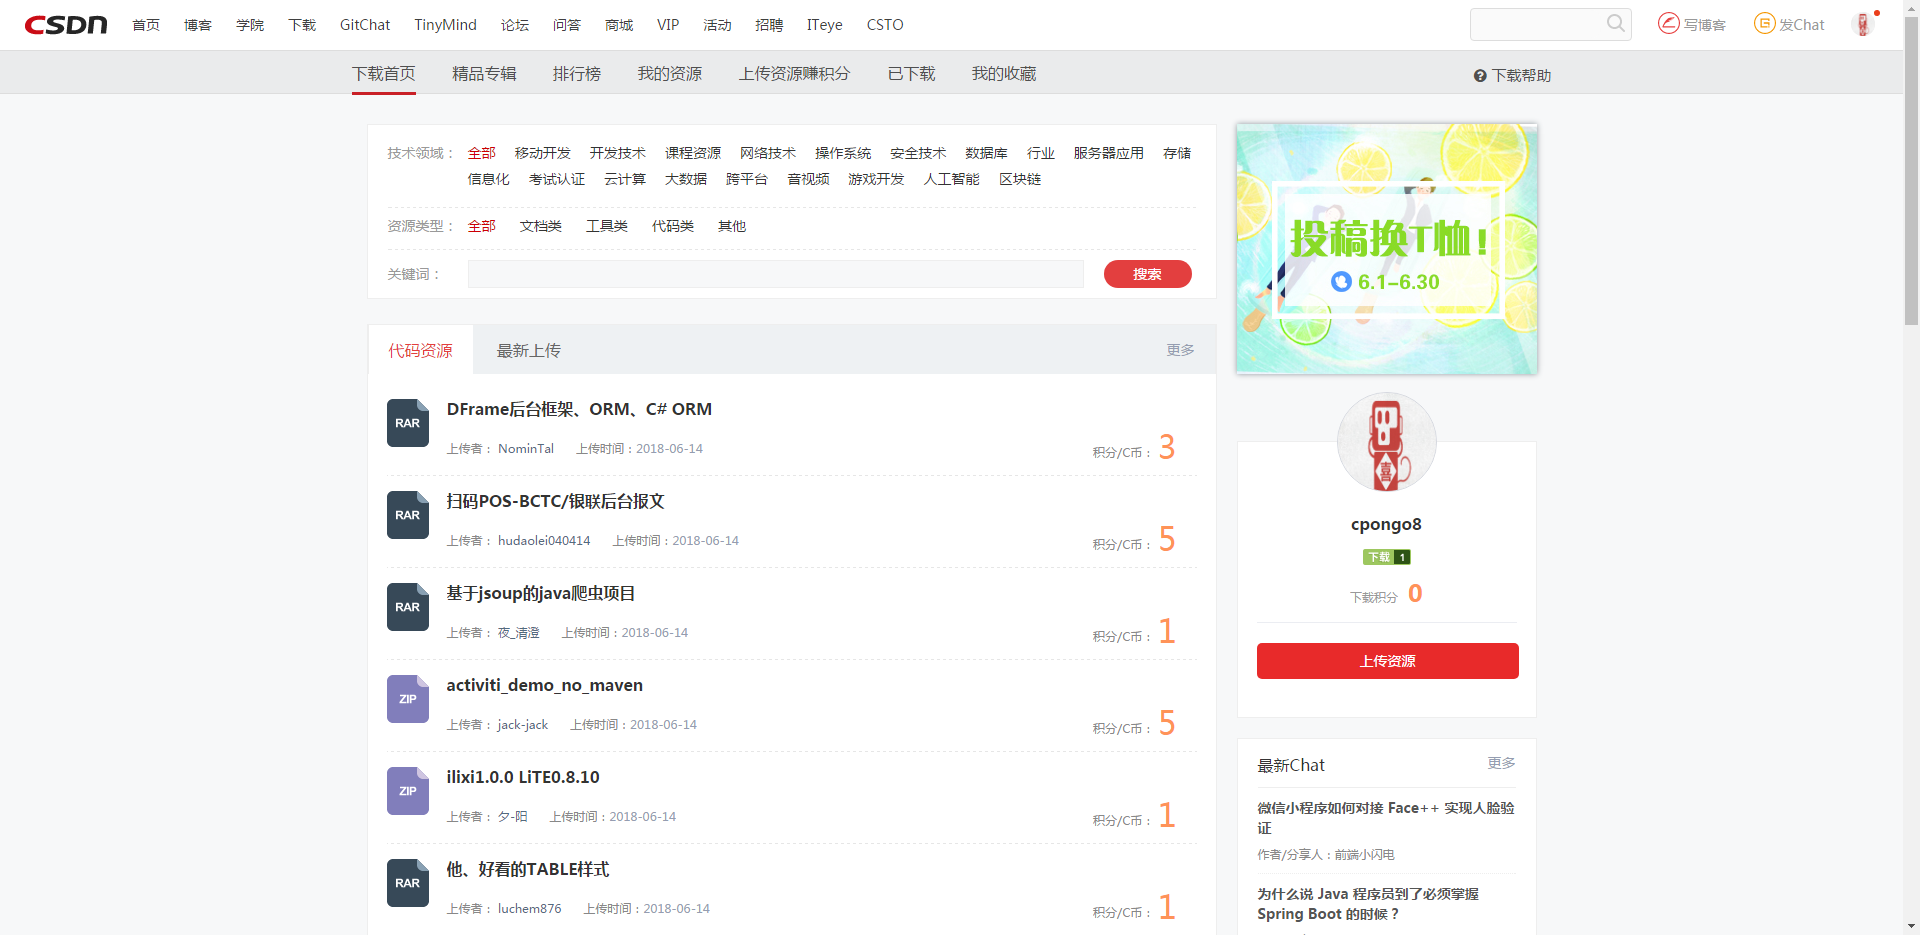 CSDN 首页 博客 学院 下载 GitChat TinyMind 论坛 问答 商城 VIP 活动 招聘 ITeye CSTO 写博客 发Chat
下载首页 精品专辑 排行榜 我的资源 上传资源赚积分 已下载 我的收藏 下载帮助
技术领域： 全部 移动开发 开发技术 课程资源 网络技术 操作系统 安全技术 数据库 行业 服务器应用 存储
信息化 考试认证 云计算 大数据 跨平台 音视频 游戏开发 人工智能 区块链
资源类型： 全部 文档类 工具类 代码类 其他
关键词： 搜索
代码资源 最新上传 更多
RAR
DFrame后台框架、ORM、C# ORM
上传者： NominTal 上传时间：2018-06-14 积分/C币： 3
RAR
扫码POS-BCTC/银联后台报文
上传者： hudaolei040414 上传时间：2018-06-14 积分/C币： 5
RAR
基于jsoup的java爬虫项目
上传者： 夜_清澄 上传时间：2018-06-14 积分/C币： 1
ZIP
activiti_demo_no_maven
上传者： jack-jack 上传时间：2018-06-14 积分/C币： 5
ZIP
ilixi1.0.0 LiTE0.8.10
上传者： 夕-阳 上传时间：2018-06-14 积分/C币： 1
RAR
他、好看的TABLE样式
上传者： luchem876 上传时间：2018-06-14 积分/C币： 1
投稿换T恤!
6.1-6.30
喜
cpongo8
下载 1
下载积分 0
上传资源
最新Chat 更多
微信小程序如何对接 Face++ 实现人脸验
证
作者/分享人：前端小闪电
为什么说 Java 程序员到了必须掌握
Spring Boot 的时候？